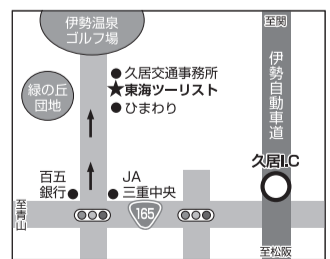 伊勢温泉
ゴルフ場
至関
緑の丘
団地
●久居交通事務所
★東海ツーリスト
●ひまわり
伊勢自動車道
久居I.C
百五
銀行●
●JA
三重中央
至青山
165
至松阪